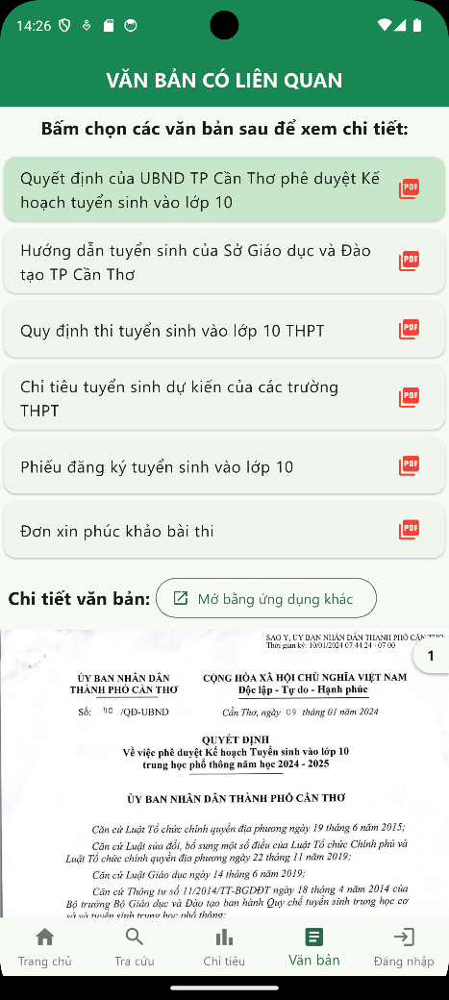 14:26
VĂN BẢN CÓ LIÊN QUAN
Bấm chọn các văn bản sau để xem chi tiết:
Quyết định của UBND TP Cần Thơ phê duyệt Kế
hoạch tuyển sinh vào lớp 10
PDF
Hướng dẫn tuyển sinh của Sở Giáo dục và Đào
tạo TP Cần Thơ
PDF
Quy định thi tuyển sinh vào lớp 10 THPT
PDF
Chỉ tiêu tuyển sinh dự kiến của các trường
THPT
PDF
Phiếu đăng ký tuyển sinh vào lớp 10
PDF
Đơn xin phúc khảo bài thi
PDF
Chi tiết văn bản:
Mở bằng ứng dụng khác
SAO Y, ỦY BAN NHÂN DÂN THÀNH PHỐ CẦN
Thời gian ký: 10/01/2024 07:44:24 +07:00
1
ỦY BAN NHÂN DÂN
THÀNH PHỐ CẦN THƠ
CỘNG HÒA XÃ HỘI CHỦ NGHĨA VIỆT NAM
Độc lập - Tự do - Hạnh phúc
Số: 40 /QĐ-UBND
Cần Thơ, ngày 09 tháng 01 năm 2024
QUYẾT ĐỊNH
Về việc phê duyệt Kế hoạch Tuyển sinh vào lớp 10
trung học phổ thông năm học 2024 - 2025
ỦY BAN NHÂN DÂN THÀNH PHỐ CẦN THƠ
Căn cứ Luật Tổ chức chính quyền địa phương ngày 19 tháng 6 năm 2015;
Căn cứ Luật sửa đổi, bổ sung một số điều của Luật Tổ chức Chính phủ và
Luật Tổ chức chính quyền địa phương ngày 22 tháng 11 năm 2019;
Căn cứ Luật Giáo dục ngày 14 tháng 6 năm 2019;
Căn cứ Thông tư số 11/2014/TT-BGDĐT ngày 18 tháng 4 năm 2014 của
Bộ trưởng Bộ Giáo dục và Đào tạo ban hành Quy chế tuyển sinh trung học cơ
sở và tuyển sinh trung học phổ thông;
Trang chủ
Tra cứu
Chỉ tiêu
Văn bản
Đăng nhập